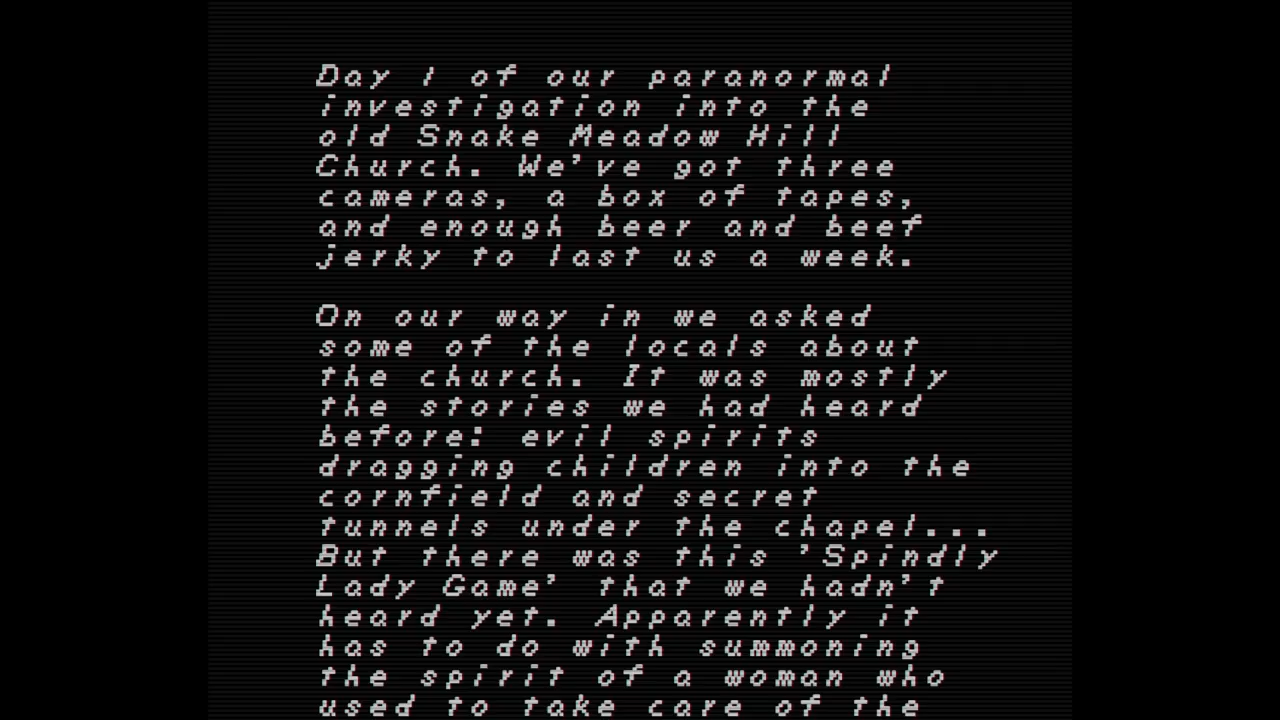 Day 1 of our paranormal
investigation into the
old Snake Meadow Hill
Church. We've got three
cameras, a box of tapes,
and enough beer and beef
jerky to last us a week.
On our way in we asked
some of the locals about
the church. It was mostly
the stories we had heard
before: evil spirits
dragging children into the
cornfield and secret
tunnels under the chapel...
But there was this 'Spindly
Lady Game' that we hadn't
heard yet. Apparently it
has to do with summoning
the spirit of a woman who
used to take care of the